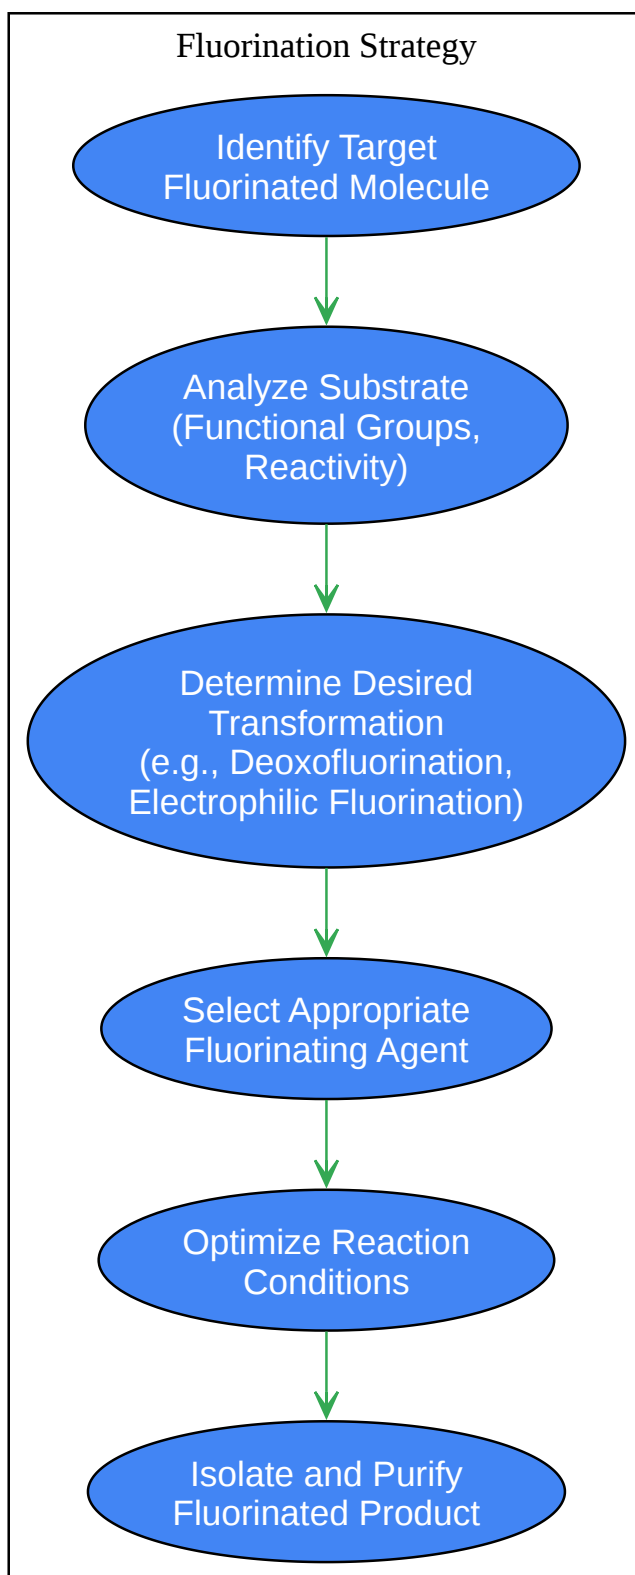 Fluorination Strategy
Identify Target
Fluorinated Molecule
Analyze Substrate
(Functional Groups,
Reactivity)
Determine Desired
Transformation
(e.g., Deoxofluorination,
Electrophilic Fluorination)
Select Appropriate
Fluorinating Agent
Optimize Reaction
Conditions
Isolate and Purify
Fluorinated Product